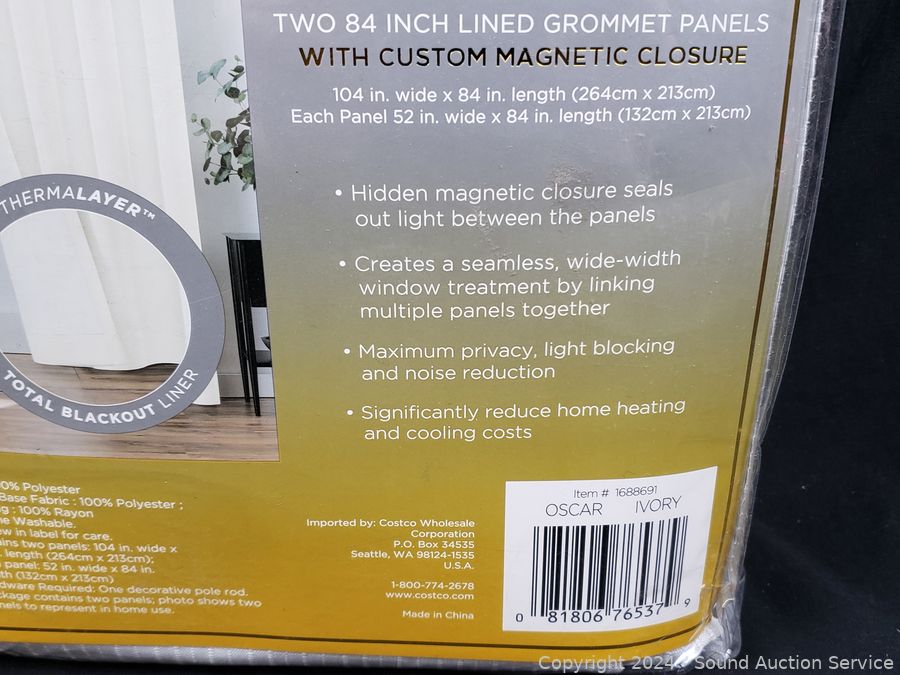 TWO 84 INCH LINED GROMMET PANELS
WITH CUSTOM MAGNETIC CLOSURE
104 in. wide x 84 in. length (264cm x 213cm)
Each Panel 52 in. wide x 84 in. length (132cm x 213cm)
• Hidden magnetic closure seals
out light between the panels
• Creates a seamless, wide-width
window treatment by linking
multiple panels together
• Maximum privacy, light blocking
and noise reduction
• Significantly reduce home heating
and cooling costs
THERMALAYER™
TOTAL BLACKOUT LINER
0% Polyester
Base Fabric : 100% Polyester ;
: 100% Rayon
Washable.
in label for care.
two panels: 104 in. wide x
length (264cm x 213cm);
panel: 52 in. wide x 84 in.
(132cm x 213cm)
Required: One decorative pole rod.
contains two panels; photo shows two
to represent in home use.
Imported by: Costco Wholesale
Corporation
P.O. Box 34535
Seattle, WA 98124-1535
U.S.A.
1-800-774-2678
www.costco.com
Made in China
Item # 1688691
OSCAR IVORY
0 81806 76537 9
Copyright 2024 - Sound Auction Service